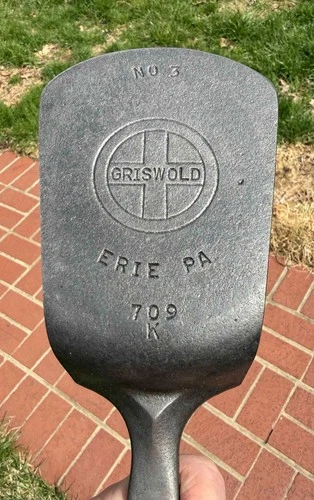 NO 3
GRISWOLD
ERIE PA
709
K